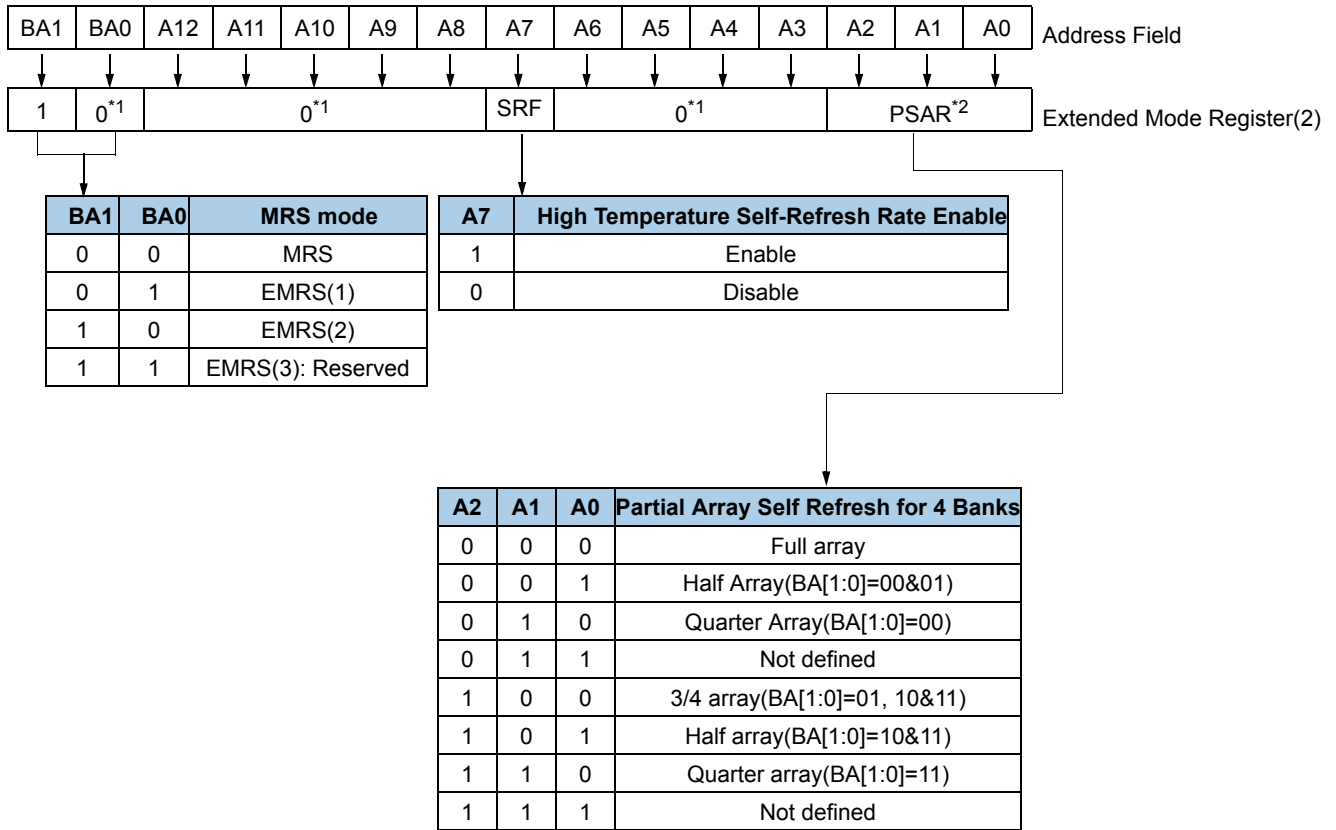 BA1 BA0 A12 A11 A10 A9 A8 A7 A6 A5 A4 A3 A2 A1 A0 Address Field
1 0*1 0*1 SRF 0*1 PSAR*2 Extended Mode Register(2)
BA1 BA0 MRS mode
0 0 MRS
0 1 EMRS(1)
1 0 EMRS(2)
1 1 EMRS(3): Reserved
A7 High Temperature Self-Refresh Rate Enable
1 Enable
0 Disable
A2 A1 A0 Partial Array Self Refresh for 4 Banks
0 0 0 Full array
0 0 1 Half Array(BA[1:0]=00&01)
0 1 0 Quarter Array(BA[1:0]=00)
0 1 1 Not defined
1 0 0 3/4 array(BA[1:0]=01, 10&11)
1 0 1 Half array(BA[1:0]=10&11)
1 1 0 Quarter array(BA[1:0]=11)
1 1 1 Not defined